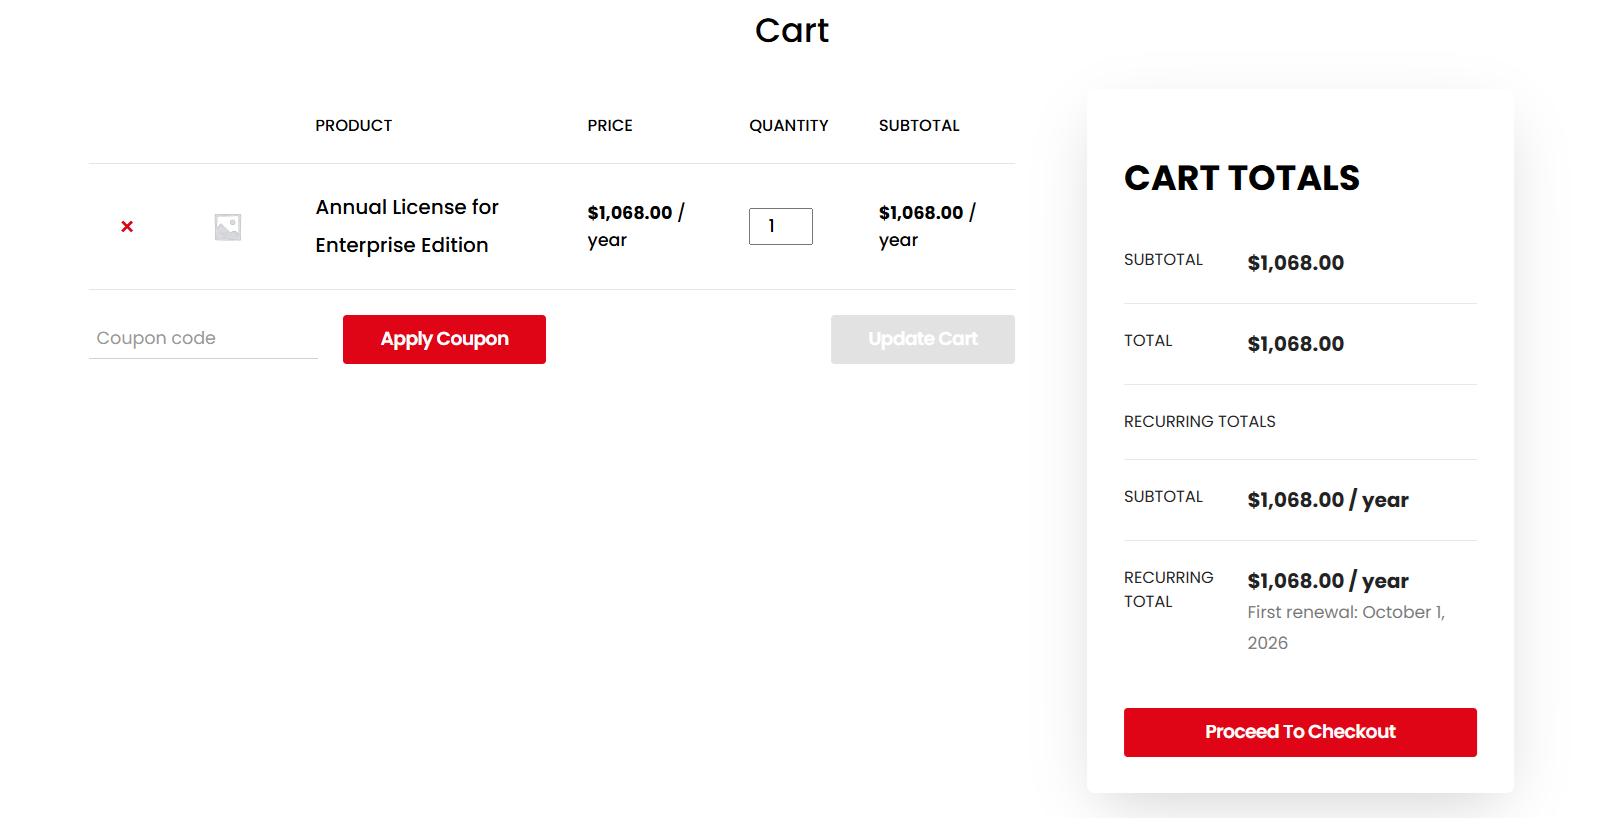 Cart
PRODUCT PRICE QUANTITY SUBTOTAL
Annual License for
Enterprise Edition
$1,068.00 /
year
1
$1,068.00 /
year
Coupon code
Apply Coupon
Update Cart
CART TOTALS
SUBTOTAL $1,068.00
TOTAL $1,068.00
RECURRING TOTALS
SUBTOTAL $1,068.00 / year
RECURRING
TOTAL
$1,068.00 / year
First renewal: October 1,
2026
Proceed To Checkout